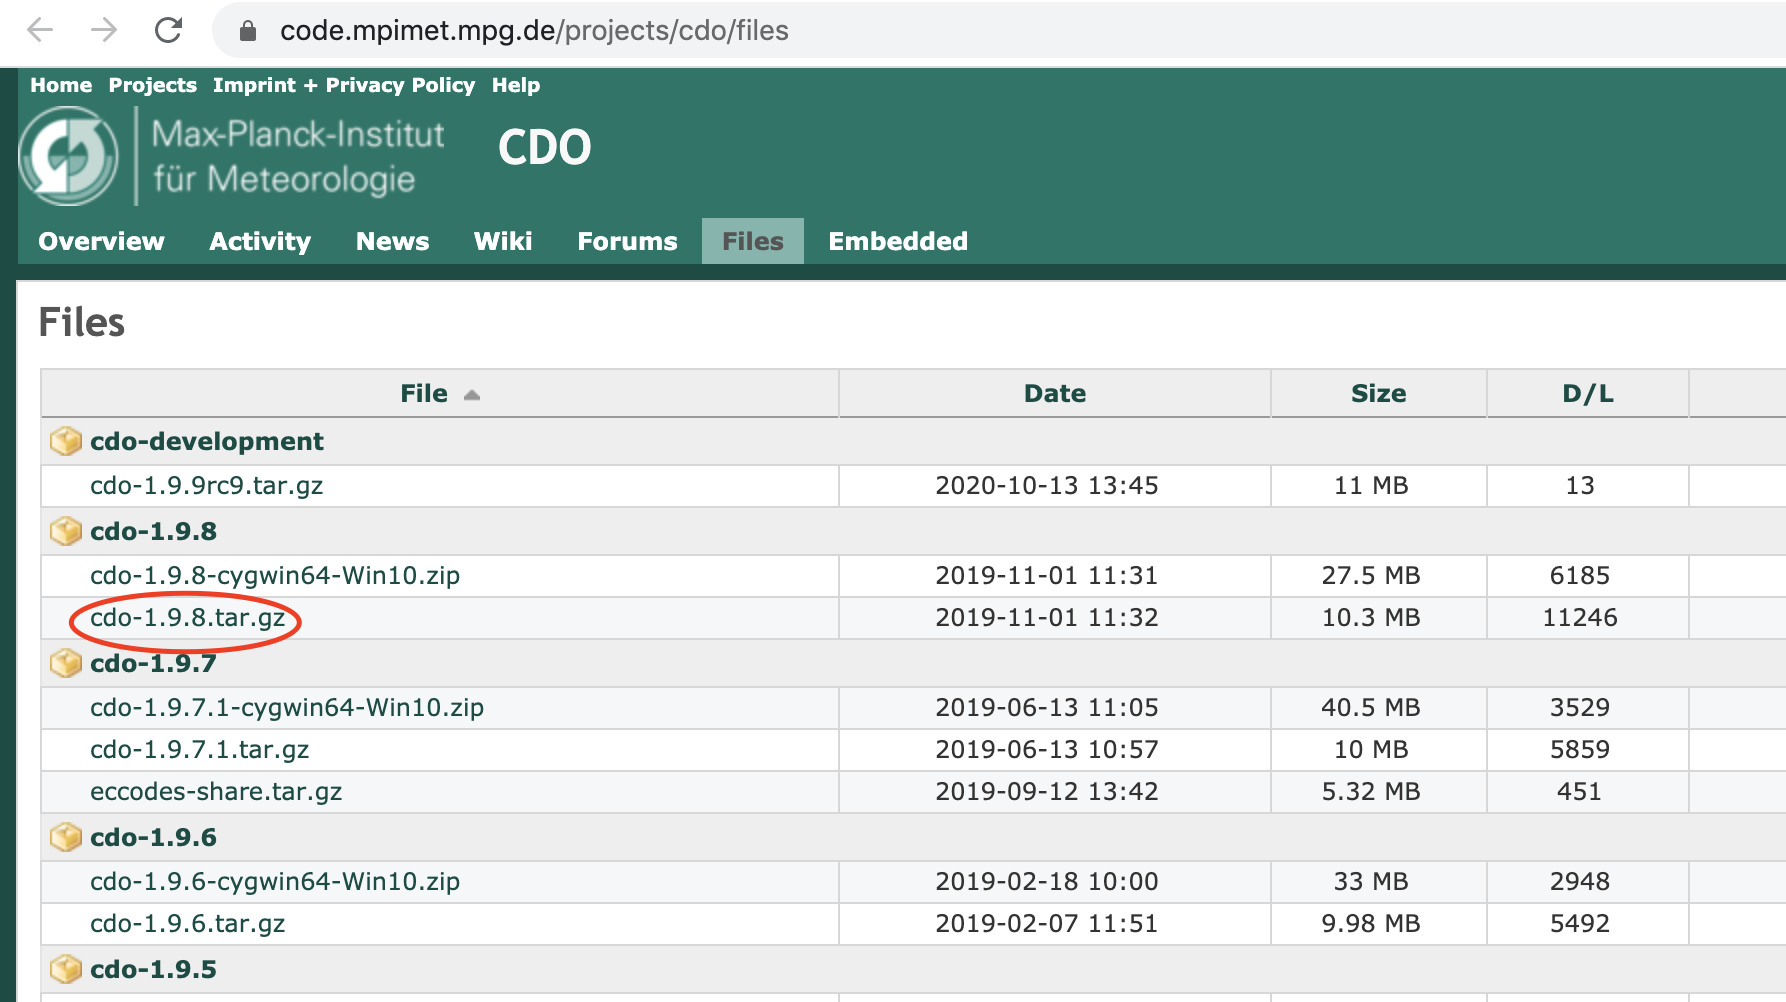 code.mpimet.mpg.de/projects/cdo/files
Home Projects Imprint + Privacy Policy Help
Max-Planck-Institut
für Meteorologie
CDO
Overview Activity News Wiki Forums Files Embedded
Files
File Date Size D/L
cdo-development
cdo-1.9.9rc9.tar.gz 2020-10-13 13:45 11 MB 13
cdo-1.9.8
cdo-1.9.8-cygwin64-Win10.zip 2019-11-01 11:31 27.5 MB 6185
cdo-1.9.8.tar.gz 2019-11-01 11:32 10.3 MB 11246
cdo-1.9.7
cdo-1.9.7.1-cygwin64-Win10.zip 2019-06-13 11:05 40.5 MB 3529
cdo-1.9.7.1.tar.gz 2019-06-13 10:57 10 MB 5859
eccodes-share.tar.gz 2019-09-12 13:42 5.32 MB 451
cdo-1.9.6
cdo-1.9.6-cygwin64-Win10.zip 2019-02-18 10:00 33 MB 2948
cdo-1.9.6.tar.gz 2019-02-07 11:51 9.98 MB 5492
cdo-1.9.5